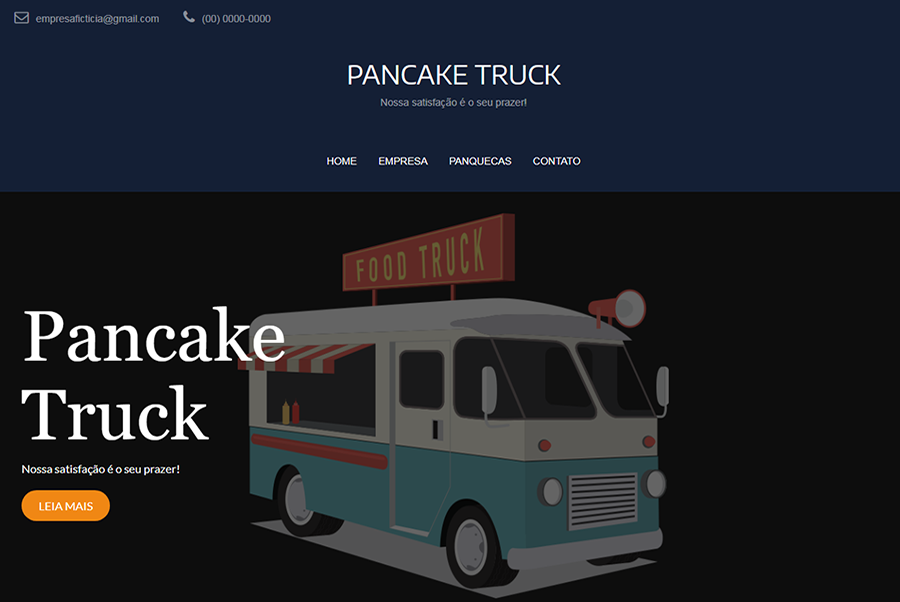 empresaficticia@gmail.com (00) 0000-0000
PANCAKE TRUCK
Nossa satisfação é o seu prazer!
HOME EMPRESA PANQUECAS CONTATO
FOOD TRUCK
Pancake
Truck
Nossa satisfação é o seu prazer!
LEIA MAIS